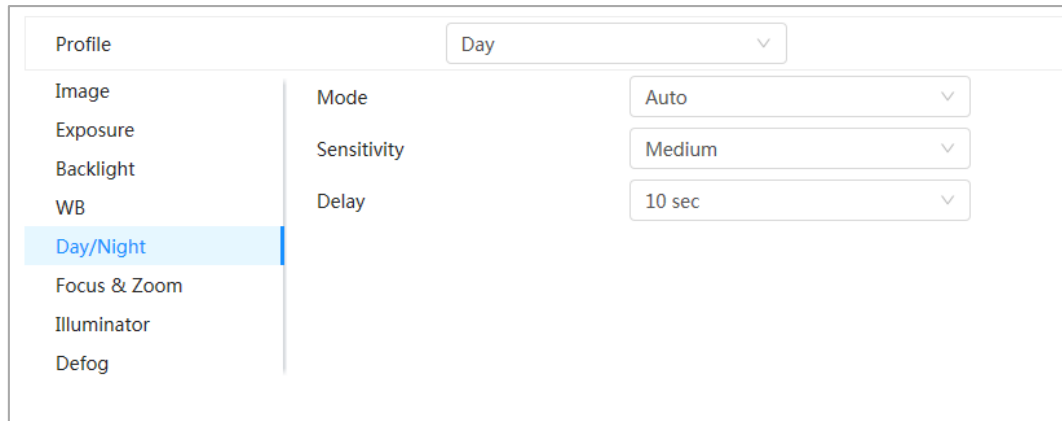 Profile Day
Image
Mode Auto
Exposure
Sensitivity Medium
Backlight
WB
Delay 10 sec
Day/Night
Focus & Zoom
Illuminator
Defog